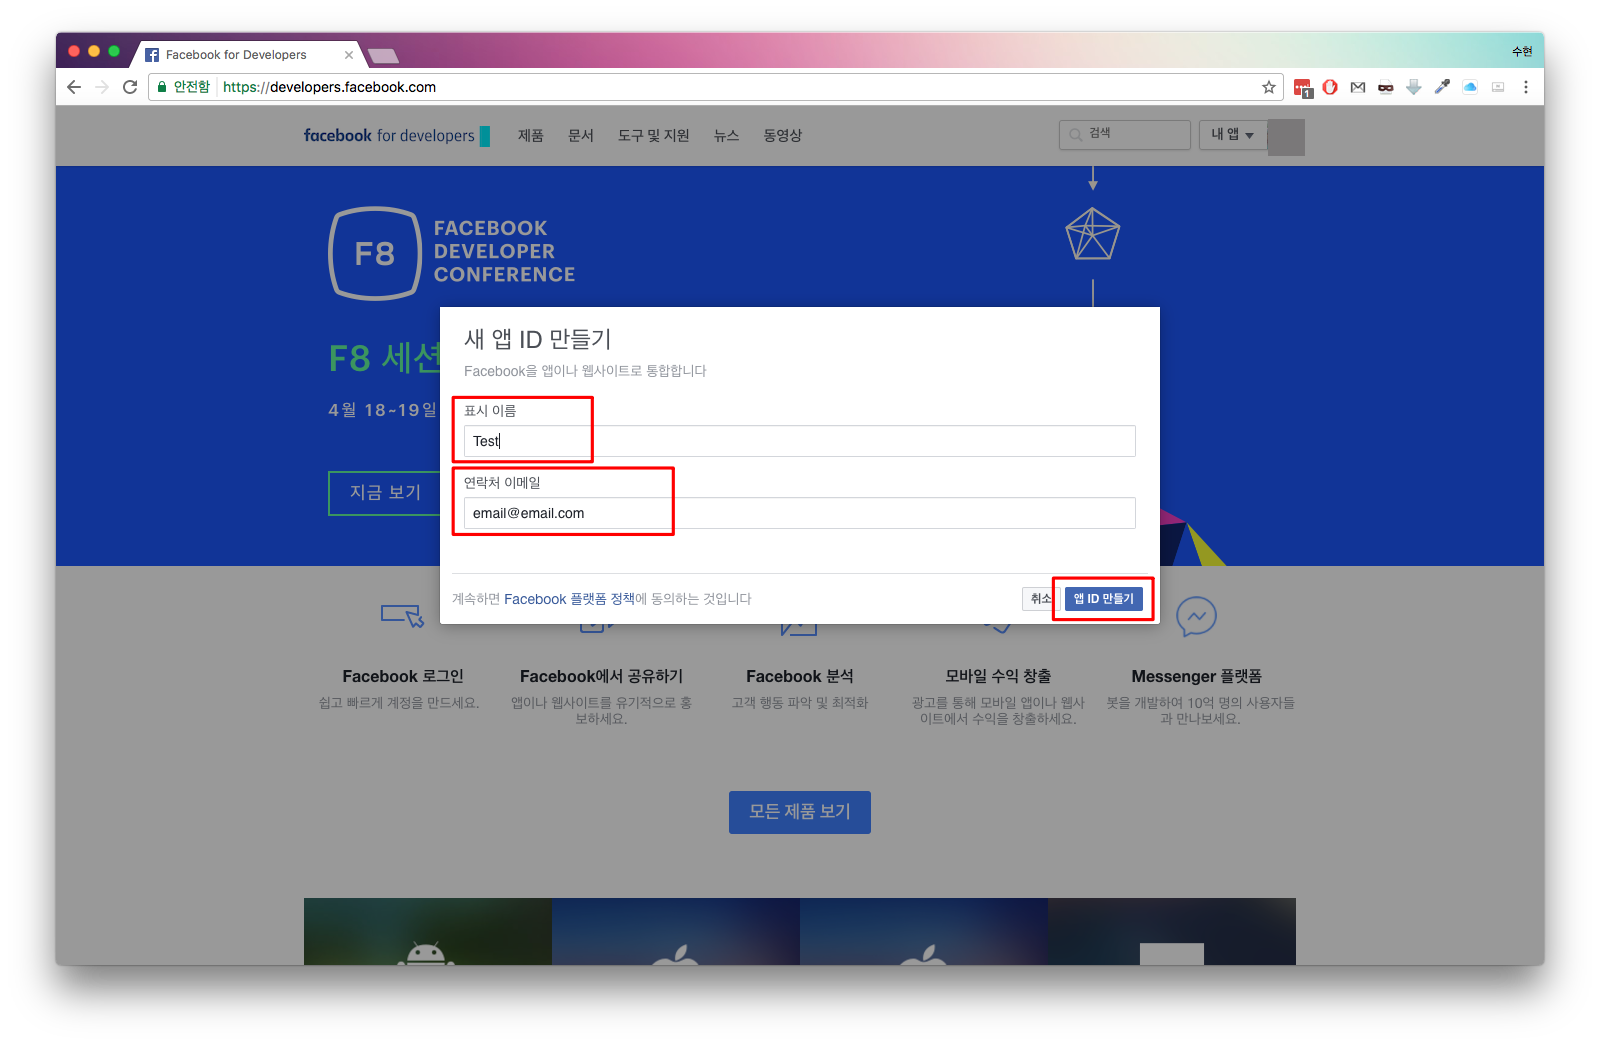 Facebook for Developers
수현
안전함
https://developers.facebook.com
1
facebook for developers
제품 문서 도구 및 지원 뉴스 동영상
검색
내 앱
F8
FACEBOOK
DEVELOPER
CONFERENCE
F8 세션
4월 18~19일
지금 보기
새 앱 ID 만들기
Facebook을 앱이나 웹사이트로 통합합니다
표시 이름
Test
연락처 이메일
email@email.com
계속하면 Facebook 플랫폼 정책에 동의하는 것입니다
취소
앱 ID 만들기
Facebook 로그인
쉽고 빠르게 계정을 만드세요.
Facebook에서 공유하기
앱이나 웹사이트를 유기적으로 홍
보하세요.
Facebook 분석
고객 행동 파악 및 최적화
모바일 수익 창출
광고를 통해 모바일 앱이나 웹사
이트에서 수익을 창출하세요.
Messenger 플랫폼
봇을 개발하여 10억 명의 사용자들
과 만나보세요.
모든 제품 보기